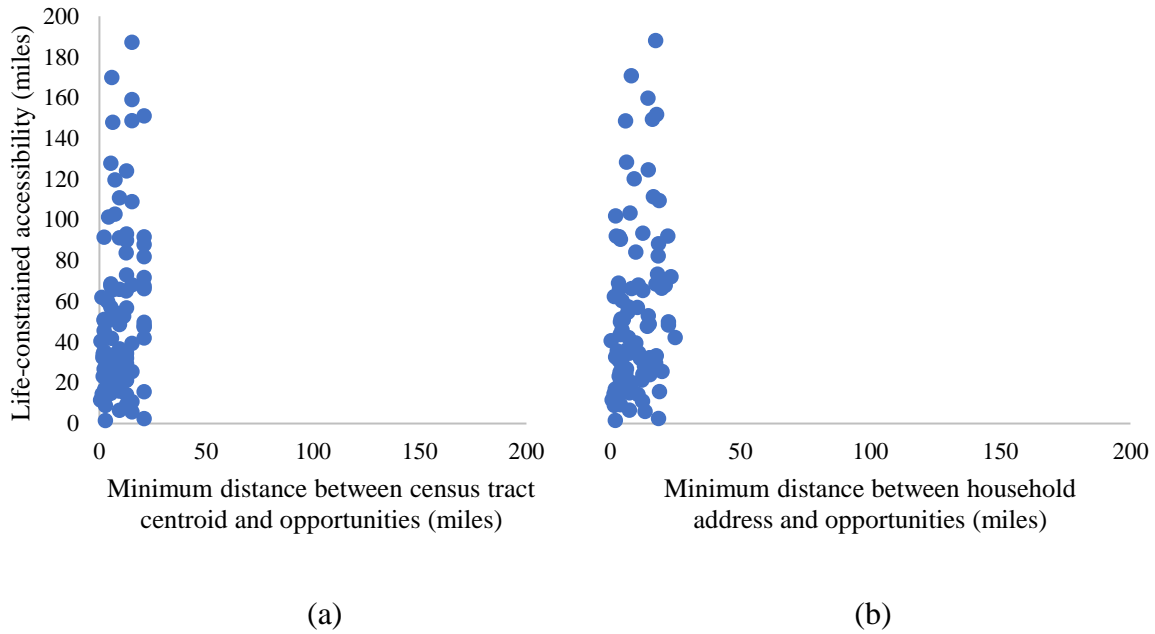 Life-constrained accessibility (miles)
200
180
160
140
120
100
80
60
40
20
0
0 50 100 150 200
Minimum distance between census tract
centroid and opportunities (miles)
(a)
0 50 100 150 200
Minimum distance between household
address and opportunities (miles)
(b)